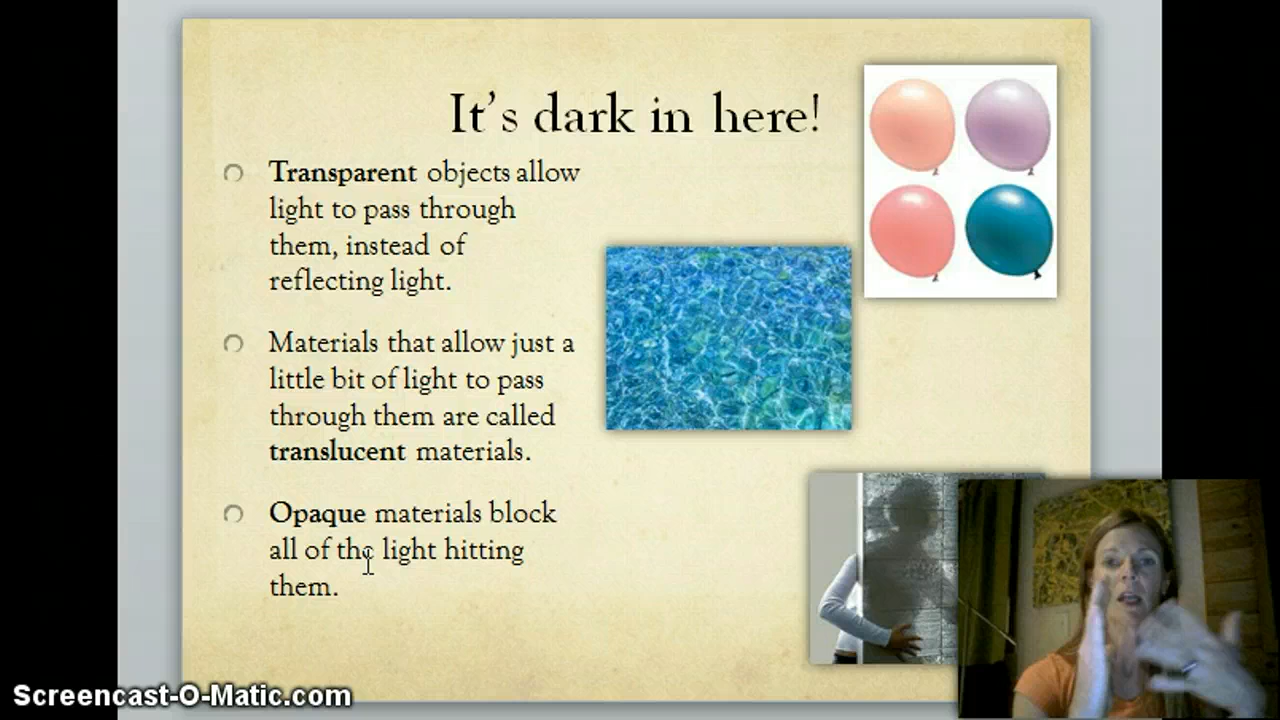 It's dark in here!
Transparent objects allow
light to pass through
them, instead of
reflecting light.
Materials that allow just a
little bit of light to pass
through them are called
translucent materials.
Opaque materials block
all of the light hitting
them.
Screencast-O-Matic.com